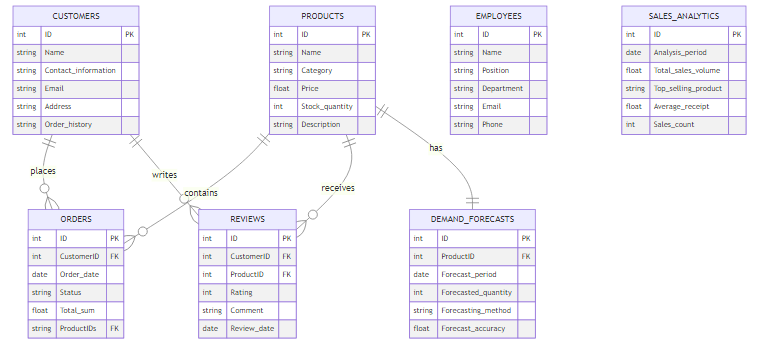 CUSTOMERS
int ID PK
string Name
string Contact_information
string Email
string Address
string Order_history
PRODUCTS
int ID PK
string Name
string Category
float Price
int Stock_quantity
string Description
EMPLOYEES
int ID PK
string Name
string Position
string Department
string Email
string Phone
SALES_ANALYTICS
int ID PK
date Analysis_period
float Total_sales_volume
string Top_selling_product
float Average_receipt
int Sales_count
places
writes
contains
receives
has
ORDERS
int ID PK
int CustomerID FK
date Order_date
string Status
float Total_sum
string ProductIDs FK
REVIEWS
int ID PK
int CustomerID FK
int ProductID FK
int Rating
string Comment
date Review_date
DEMAND_FORECASTS
int ID PK
int ProductID FK
date Forecast_period
int Forecasted_quantity
string Forecasting_method
float Forecast_accuracy